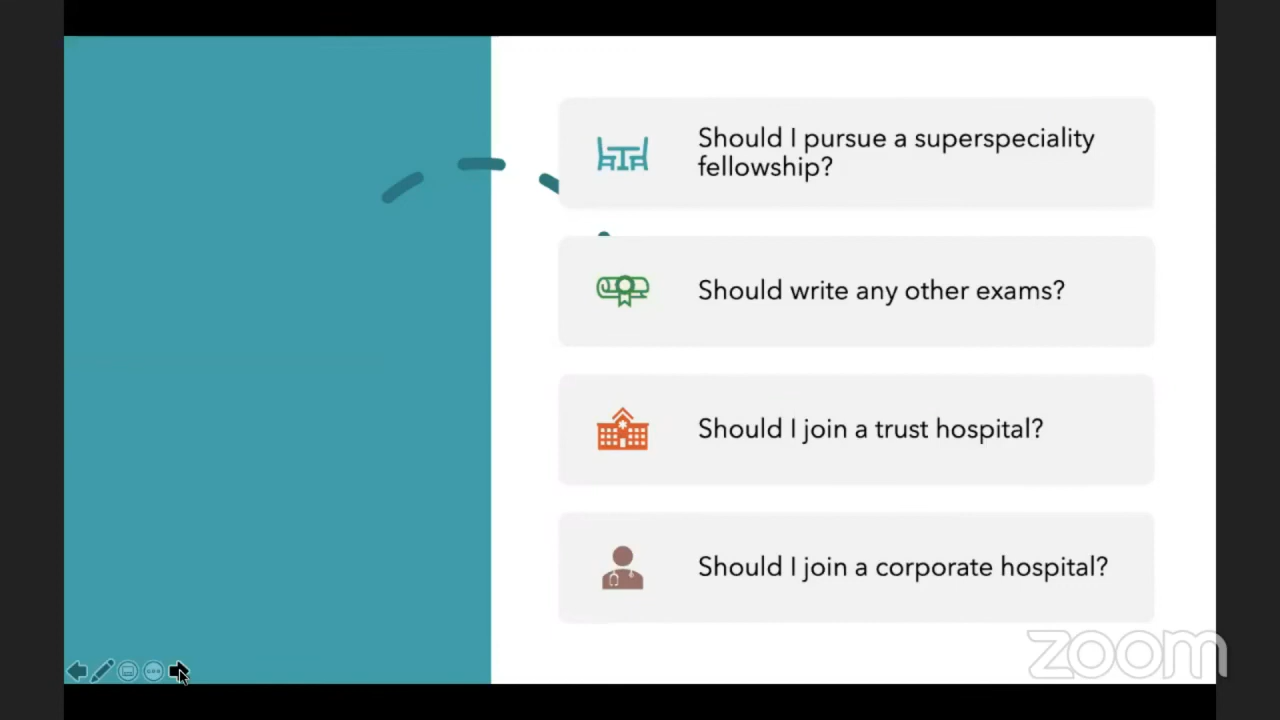 Should I pursue a superspeciality
fellowship?
Should write any other exams?
Should I join a trust hospital?
Should I join a corporate hospital?
zoom